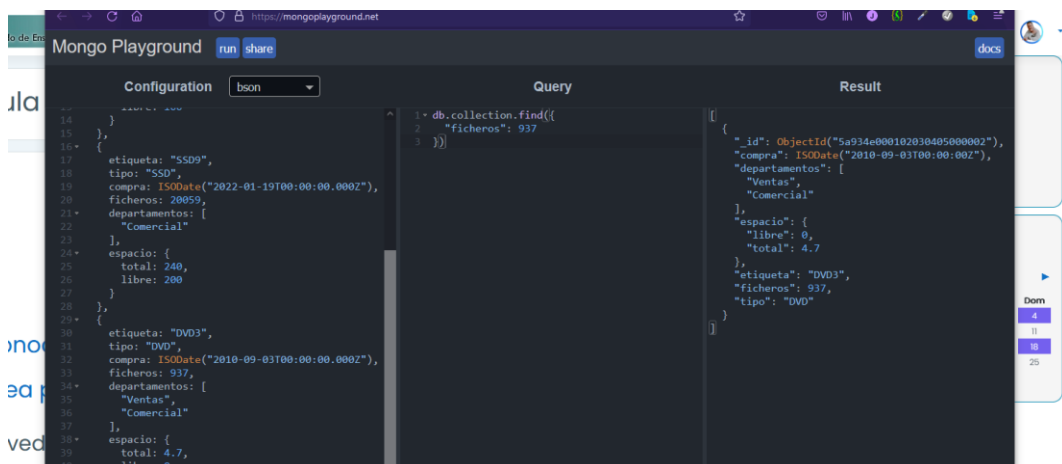 https://mongoplayground.net
lo de Ens
Mongo Playground run share docs
ula
Configuration bson Query Result
14 }
15 },
16 {
17 etiqueta: "SSD9",
18 tipo: "SSD",
19 compra: ISODate("2022-01-19T00:00:00.000Z"),
20 ficheros: 20059,
21 departamentos: [
22 "Comercial"
23 ],
24 espacio: {
25 total: 240,
26 libre: 200
27 }
28 },
29 {
30 etiqueta: "DVD3",
31 tipo: "DVD",
32 compra: ISODate("2010-09-03T00:00:00.000Z"),
33 ficheros: 937,
34 departamentos: [
35 "Ventas",
36 "Comercial"
37 ],
38 espacio: {
39 total: 4.7,
1 db.collection.find({
2 "ficheros": 937
3 })
[
{
"_id": ObjectId("5a934e000102030405000002"),
"compra": ISODate("2010-09-03T00:00:00Z"),
"departamentos": [
"Ventas",
"Comercial"
],
"espacio": {
"libre": 0,
"total": 4.7
},
"etiqueta": "DVD3",
"ficheros": 937,
"tipo": "DVD"
}
]
onoc
ea p
ved
Dom
4
11
18
25